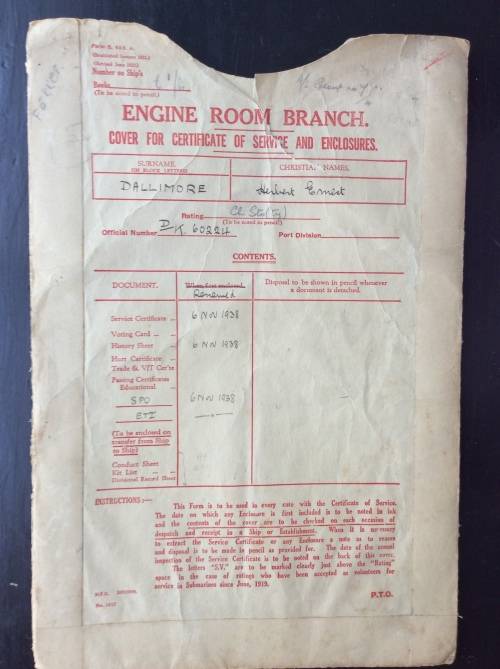 Number on Ship's
Books
(To be noted in pencil.)
ENGINE ROOM BRANCH.
COVER FOR CERTIFICATE OF SERVICE AND ENCLOSURES.
SURNAME. CHRISTIAN NAMES.
(IN BLOCK LETTERS)
DALLIMORE Herbert Ernest
Rating Ch. Sto (Ty)
(To be noted in pencil)
Official Number D/K. 60224 Port Division
CONTENTS.
DOCUMENT. When first enclosed Renewed Disposal to be shown in pencil whenever
a document is detached.
Service Certificate 6 NOV 1938
Voting Card
History Sheet 6 NOV 1938
Hurt Certificate
Trade & V/T Cer'te
Passing Certificates
Educational
SPO 6 NOV 1938
ETI
(To be enclosed on
transfer from Ship
to Ship)
Conduct Sheet
Kit List
Divisional Record Sheet
INSTRUCTIONS:—
This Form is to be used in every case with the Certificate of Service.
The date on which any Enclosure is first included is to be noted in ink
and the contents of the cover are to be checked on each occasion of
despatch and receipt in a Ship or Establishment. When it is necessary
to extract the Service Certificate or any Enclosure a note as to reason
and disposal is to be made in pencil as provided for. The date of the annual
inspection of the Service Certificate is to be noted on the back of this cover.
The letters "S.V." are to be marked clearly just above the "Rating"
space in the case of ratings who have been accepted as volunteers for
service in Submarines since June, 1919.
P.T.O.